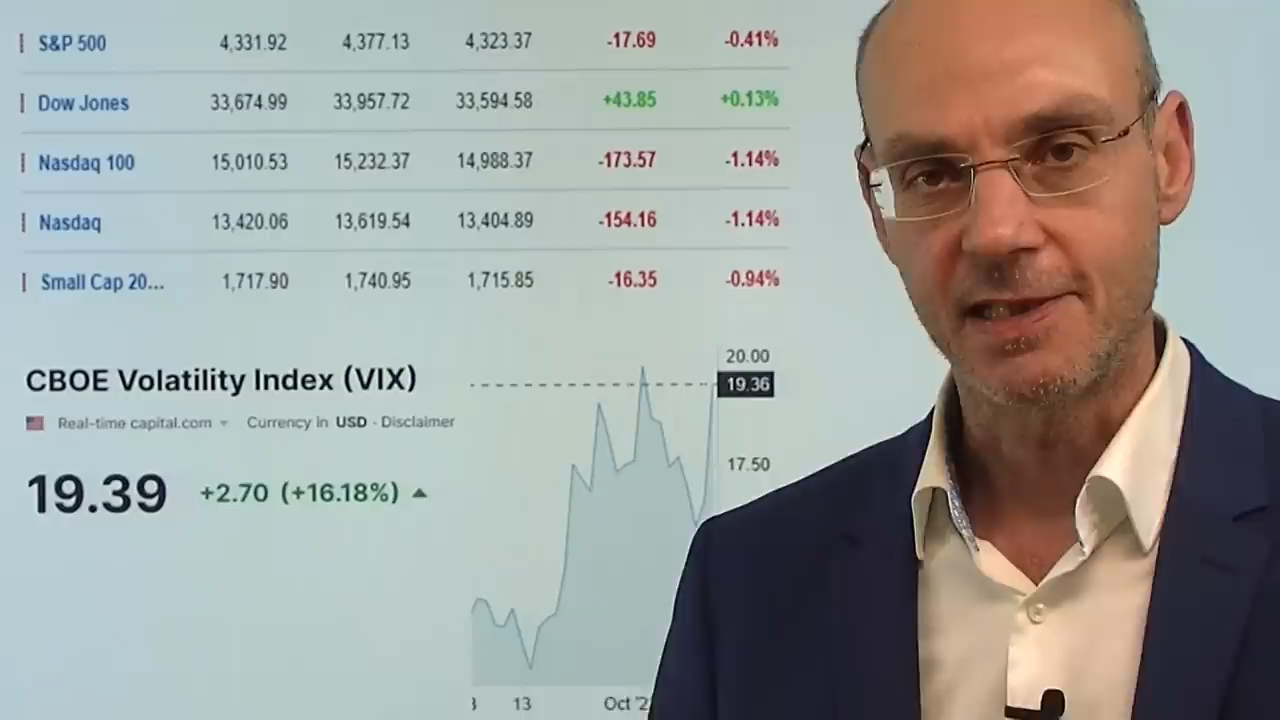 S&P 500 4,331.92 4,377.13 4,323.37 -17.69 -0.41%
Dow Jones 33,674.99 33,957.72 33,594.58 +43.85 +0.13%
Nasdaq 100 15,010.53 15,232.37 14,988.37 -173.57 -1.14%
Nasdaq 13,420.06 13,619.54 13,404.89 -154.16 -1.14%
Small Cap 20... 1,717.90 1,740.95 1,715.85 -16.35 -0.94%
20.00
CBOE Volatility Index (VIX) 19.36
Real-time capital.com Currency in USD · Disclaimer
17.50
19.39 +2.70 (+16.18%)
13 Oct '2